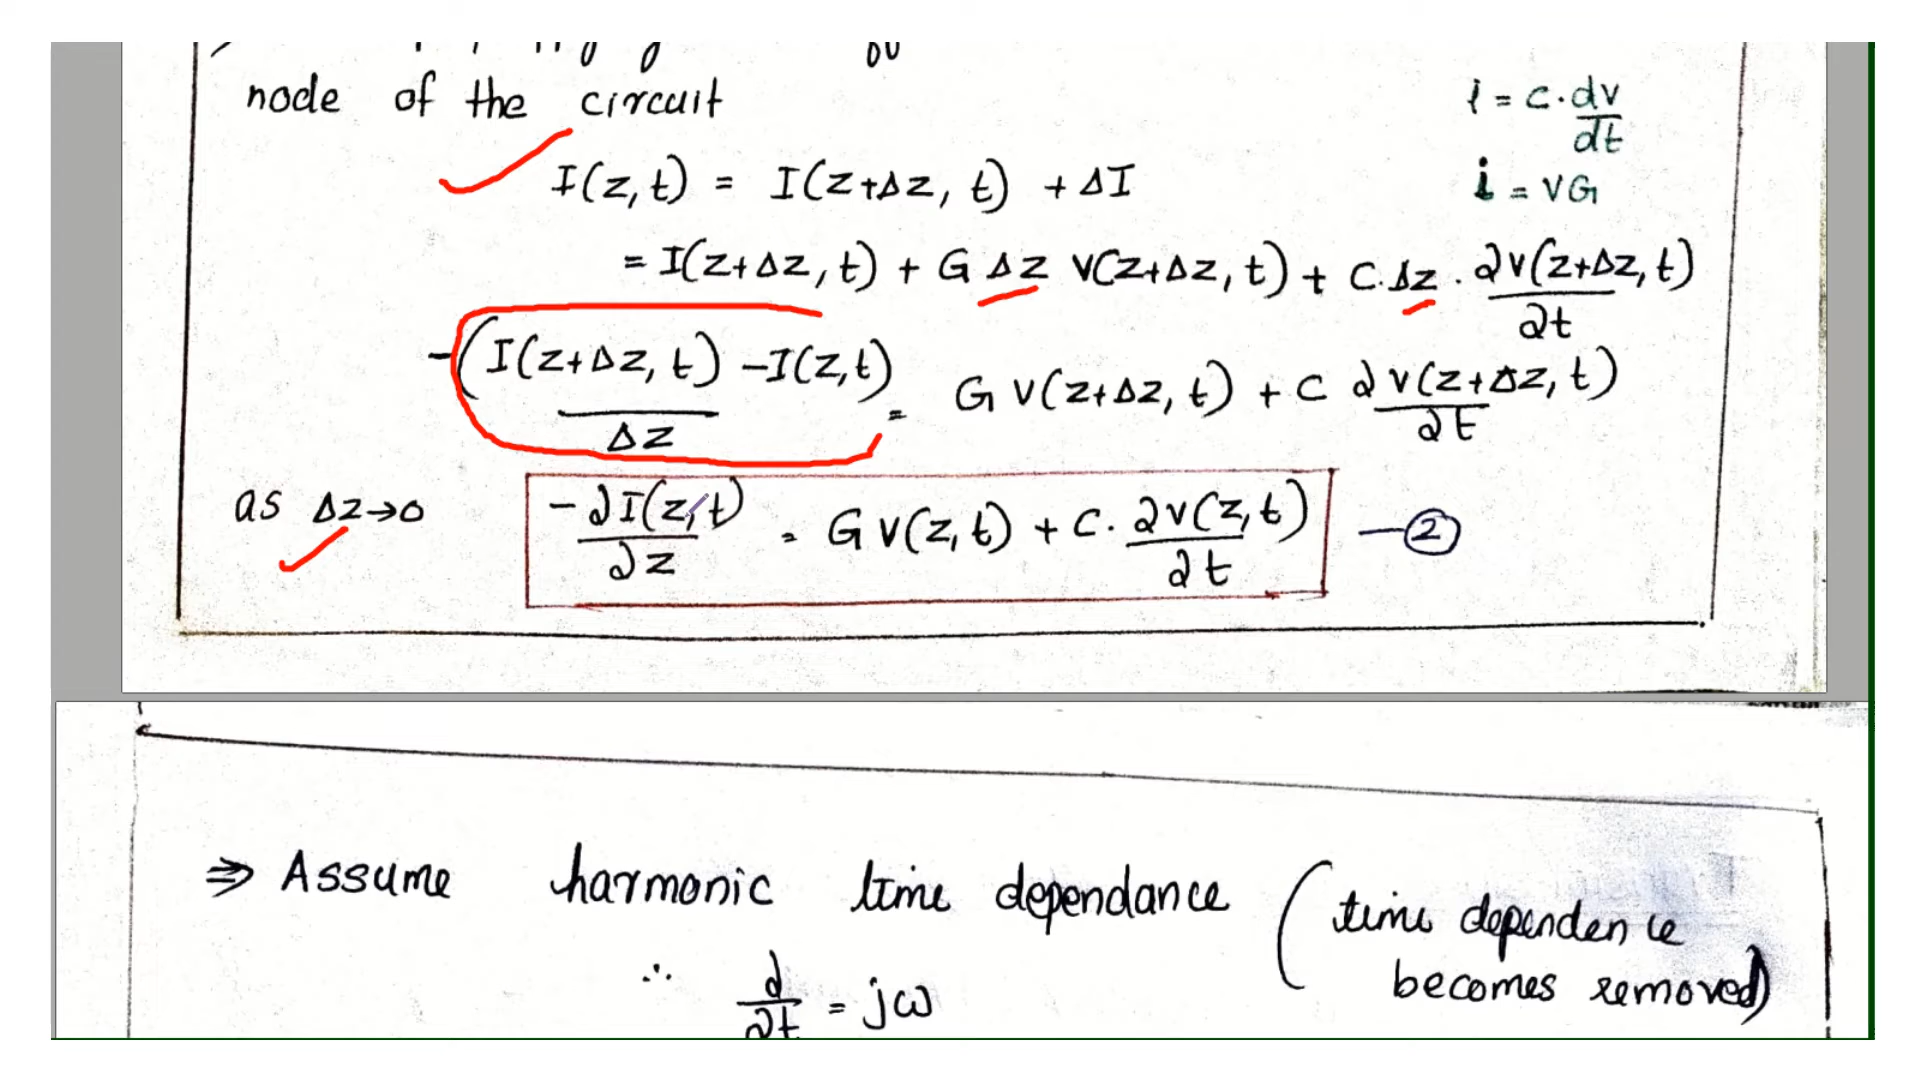 node of the circuit
i = C·dv/dt
I(z,t) = I(z+Δz, t) + ΔI
i = VG
= I(z+Δz, t) + G Δz V(z+Δz, t) + C·Δz · ∂V(z+Δz, t)/∂t
-(I(z+Δz, t) - I(z,t))/Δz = G V(z+Δz, t) + C ∂V(z+Δz, t)/∂t
as Δz→0 -∂I(z,t)/∂z = G V(z,t) + C· ∂V(z,t)/∂t —②
⇒ Assume harmonic time dependance (time dependence
becomes removed)
∴ d/∂t = jω